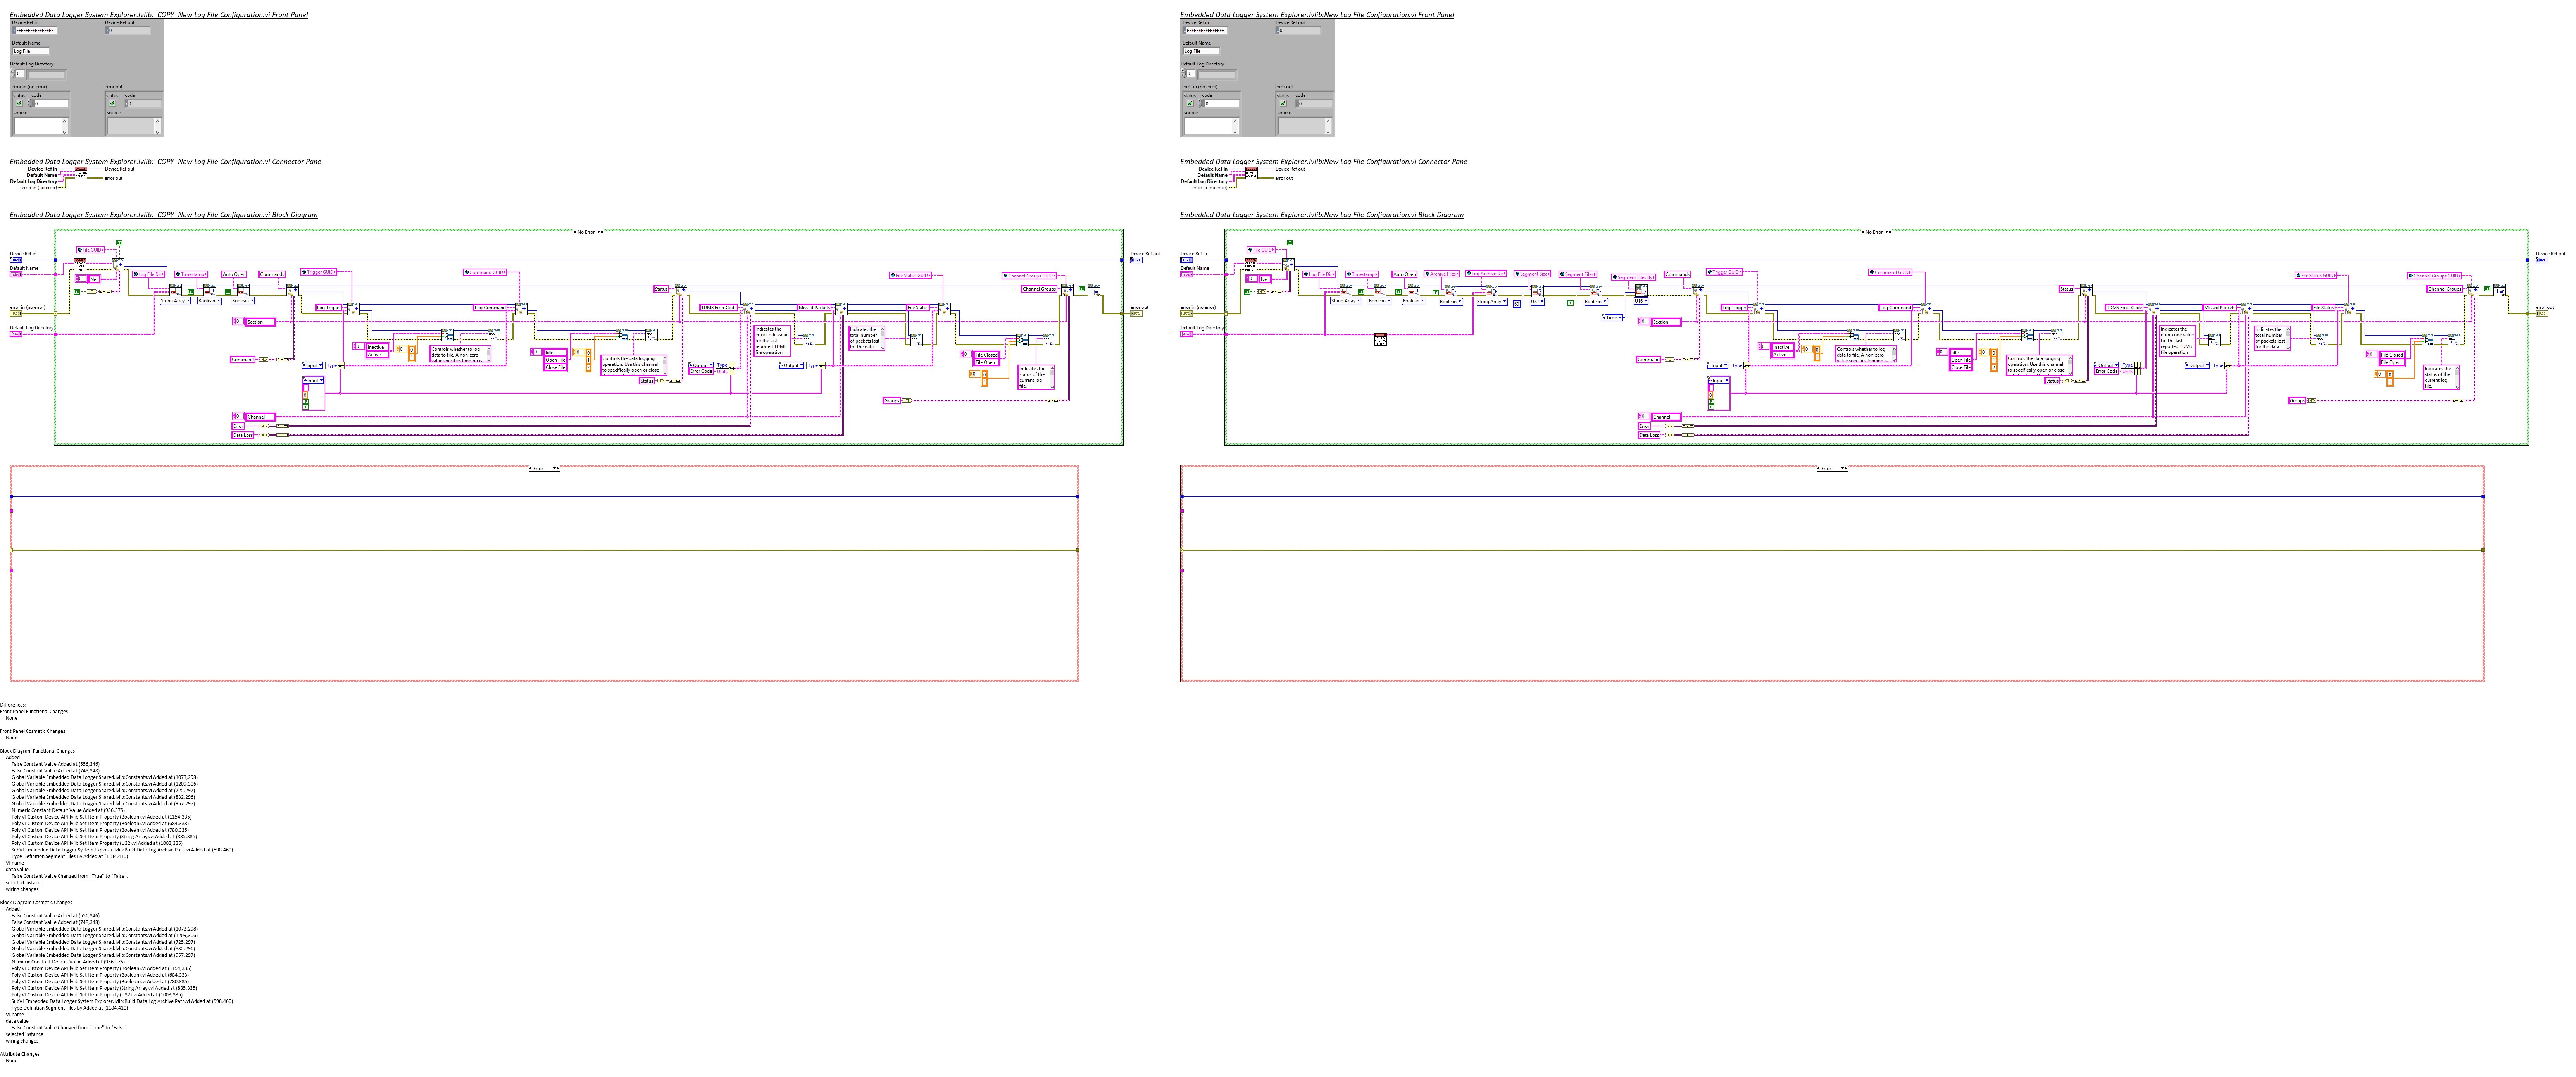 Embedded Data Logger System Explorer.lvlib:_COPY_New Log File Configuration.vi Front Panel
Device Ref in
Device Ref out
FFFFFFFFFFFFFFFF
0
Default Name
Log File
Default Log Directory
0
error in (no error)
error out
status code
status code
0
0
source
source
Embedded Data Logger System Explorer.lvlib:_COPY_New Log File Configuration.vi Connector Pane
Device Ref in
Device Ref out
Default Name
Default Log Directory
error out
error in (no error)
Embedded Data Logger System Explorer.lvlib:_COPY_New Log File Configuration.vi Block Diagram
No Error
Device Ref in
Device Ref out
File GUID
Default Name
Log File Dir
Timestamp
Auto Open
Commands
Trigger GUID
Command GUID
File Status GUID
Channel Groups GUID
file
Status
Channel Groups
String Array
Boolean
Boolean
error in (no error)
error out
Log Trigger
Log Command
TDMS Error Code
Missed Packets
File Status
Section
Default Log Directory
Indicates the
error code value
for the last
reported TDMS
file operation
Indicates the
total number
of packets lost
for the data
Inactive
Active
Controls whether to log
data to file. A non-zero
value specifies logging is
Idle
Open File
Close File
Controls the data logging
operation. Use this channel
to specifically open or close
File Closed
File Open
Indicates the
status of the
current log
file.
Command
Input
Type
Output
Type
Error Code
Units
Output
Type
Input
Status
Groups
Channel
Error
Data Loss
Error
Embedded Data Logger System Explorer.lvlib:New Log File Configuration.vi Front Panel
Device Ref in
Device Ref out
FFFFFFFFFFFFFFFF
0
Default Name
Log File
Default Log Directory
0
error in (no error)
error out
status code
status code
0
0
source
source
Embedded Data Logger System Explorer.lvlib:New Log File Configuration.vi Connector Pane
Device Ref in
Device Ref out
Default Name
Default Log Directory
error out
error in (no error)
Embedded Data Logger System Explorer.lvlib:New Log File Configuration.vi Block Diagram
No Error
Device Ref in
Device Ref out
File GUID
Default Name
Log File Dir
Timestamp
Auto Open
Archive Files
Log Archive Dir
Segment Size
Segment Files
Segment Files By
Commands
Trigger GUID
Command GUID
File Status GUID
Channel Groups GUID
file
Status
Channel Groups
String Array
Boolean
Boolean
Boolean
String Array
U32
Boolean
U16
error in (no error)
error out
Log Trigger
Log Command
TDMS Error Code
Missed Packets
File Status
Time
Section
Default Log Directory
Indicates the
error code value
for the last
reported TDMS
file operation
Indicates the
total number
of packets lost
for the data
Inactive
Active
Controls whether to log
data to file. A non-zero
value specifies logging is
Idle
Open File
Close File
Controls the data logging
operation. Use this channel
to specifically open or close
File Closed
File Open
Indicates the
status of the
current log
file.
Command
Input
Type
Output
Type
Error Code
Units
Output
Type
Input
Status
Groups
Channel
Error
Data Loss
Error
Differences:
Front Panel Functional Changes
None
Front Panel Cosmetic Changes
None
Block Diagram Functional Changes
Added
False Constant Value Added at (556,346)
False Constant Value Added at (748,348)
Global Variable Embedded Data Logger Shared.lvlib:Constants.vi Added at (1073,298)
Global Variable Embedded Data Logger Shared.lvlib:Constants.vi Added at (1209,306)
Global Variable Embedded Data Logger Shared.lvlib:Constants.vi Added at (725,297)
Global Variable Embedded Data Logger Shared.lvlib:Constants.vi Added at (832,296)
Global Variable Embedded Data Logger Shared.lvlib:Constants.vi Added at (957,297)
Numeric Constant Default Value Added at (956,375)
Poly VI Custom Device API.lvlib:Set Item Property (Boolean).vi Added at (1154,335)
Poly VI Custom Device API.lvlib:Set Item Property (Boolean).vi Added at (684,333)
Poly VI Custom Device API.lvlib:Set Item Property (Boolean).vi Added at (780,335)
Poly VI Custom Device API.lvlib:Set Item Property (String Array).vi Added at (885,335)
Poly VI Custom Device API.lvlib:Set Item Property (U32).vi Added at (1003,335)
SubVI Embedded Data Logger System Explorer.lvlib:Build Data Log Archive Path.vi Added at (598,460)
Type Definition Segment Files By Added at (1184,410)
VI name
data value
False Constant Value Changed from "True" to "False".
selected instance
wiring changes
Block Diagram Cosmetic Changes
Added
False Constant Value Added at (556,346)
False Constant Value Added at (748,348)
Global Variable Embedded Data Logger Shared.lvlib:Constants.vi Added at (1073,298)
Global Variable Embedded Data Logger Shared.lvlib:Constants.vi Added at (1209,306)
Global Variable Embedded Data Logger Shared.lvlib:Constants.vi Added at (725,297)
Global Variable Embedded Data Logger Shared.lvlib:Constants.vi Added at (832,296)
Global Variable Embedded Data Logger Shared.lvlib:Constants.vi Added at (957,297)
Numeric Constant Default Value Added at (956,375)
Poly VI Custom Device API.lvlib:Set Item Property (Boolean).vi Added at (1154,335)
Poly VI Custom Device API.lvlib:Set Item Property (Boolean).vi Added at (684,333)
Poly VI Custom Device API.lvlib:Set Item Property (Boolean).vi Added at (780,335)
Poly VI Custom Device API.lvlib:Set Item Property (String Array).vi Added at (885,335)
Poly VI Custom Device API.lvlib:Set Item Property (U32).vi Added at (1003,335)
SubVI Embedded Data Logger System Explorer.lvlib:Build Data Log Archive Path.vi Added at (598,460)
Type Definition Segment Files By Added at (1184,410)
VI name
data value
False Constant Value Changed from "True" to "False".
selected instance
wiring changes
Attribute Changes
None